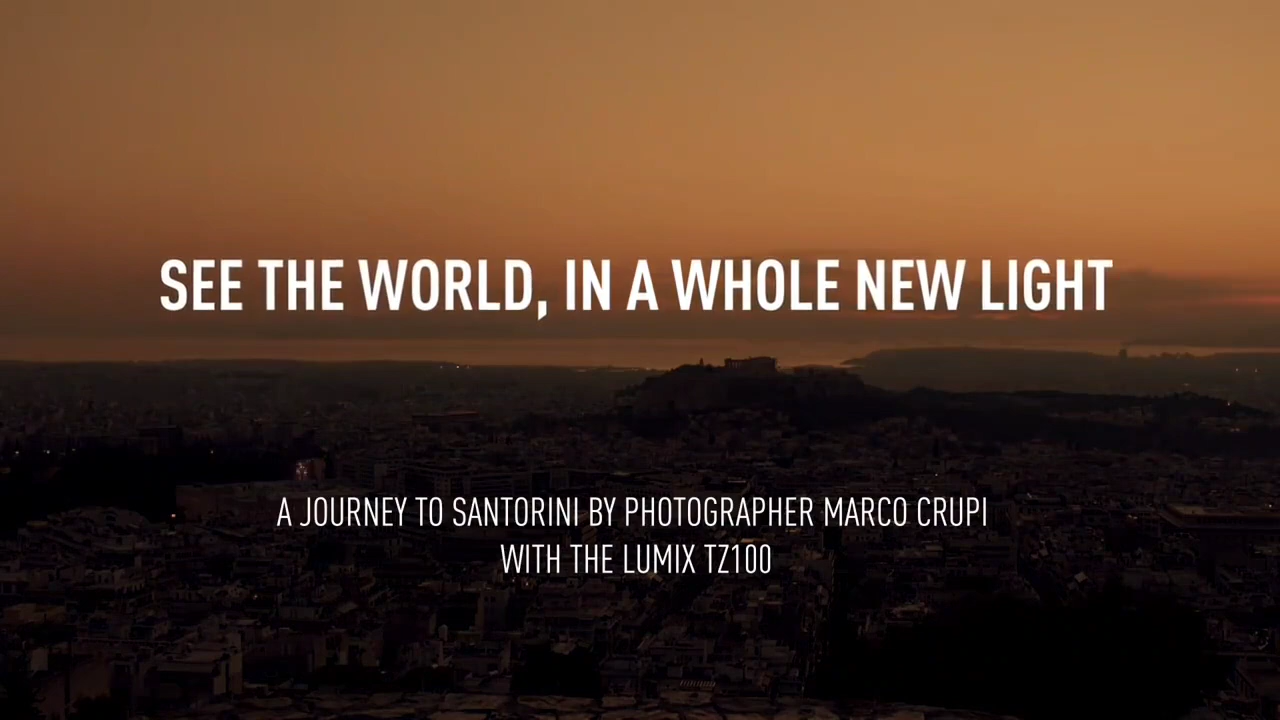 SEE THE WORLD, IN A WHOLE NEW LIGHT
A JOURNEY TO SANTORINI BY PHOTOGRAPHER MARCO CRUPI
WITH THE LUMIX TZ100